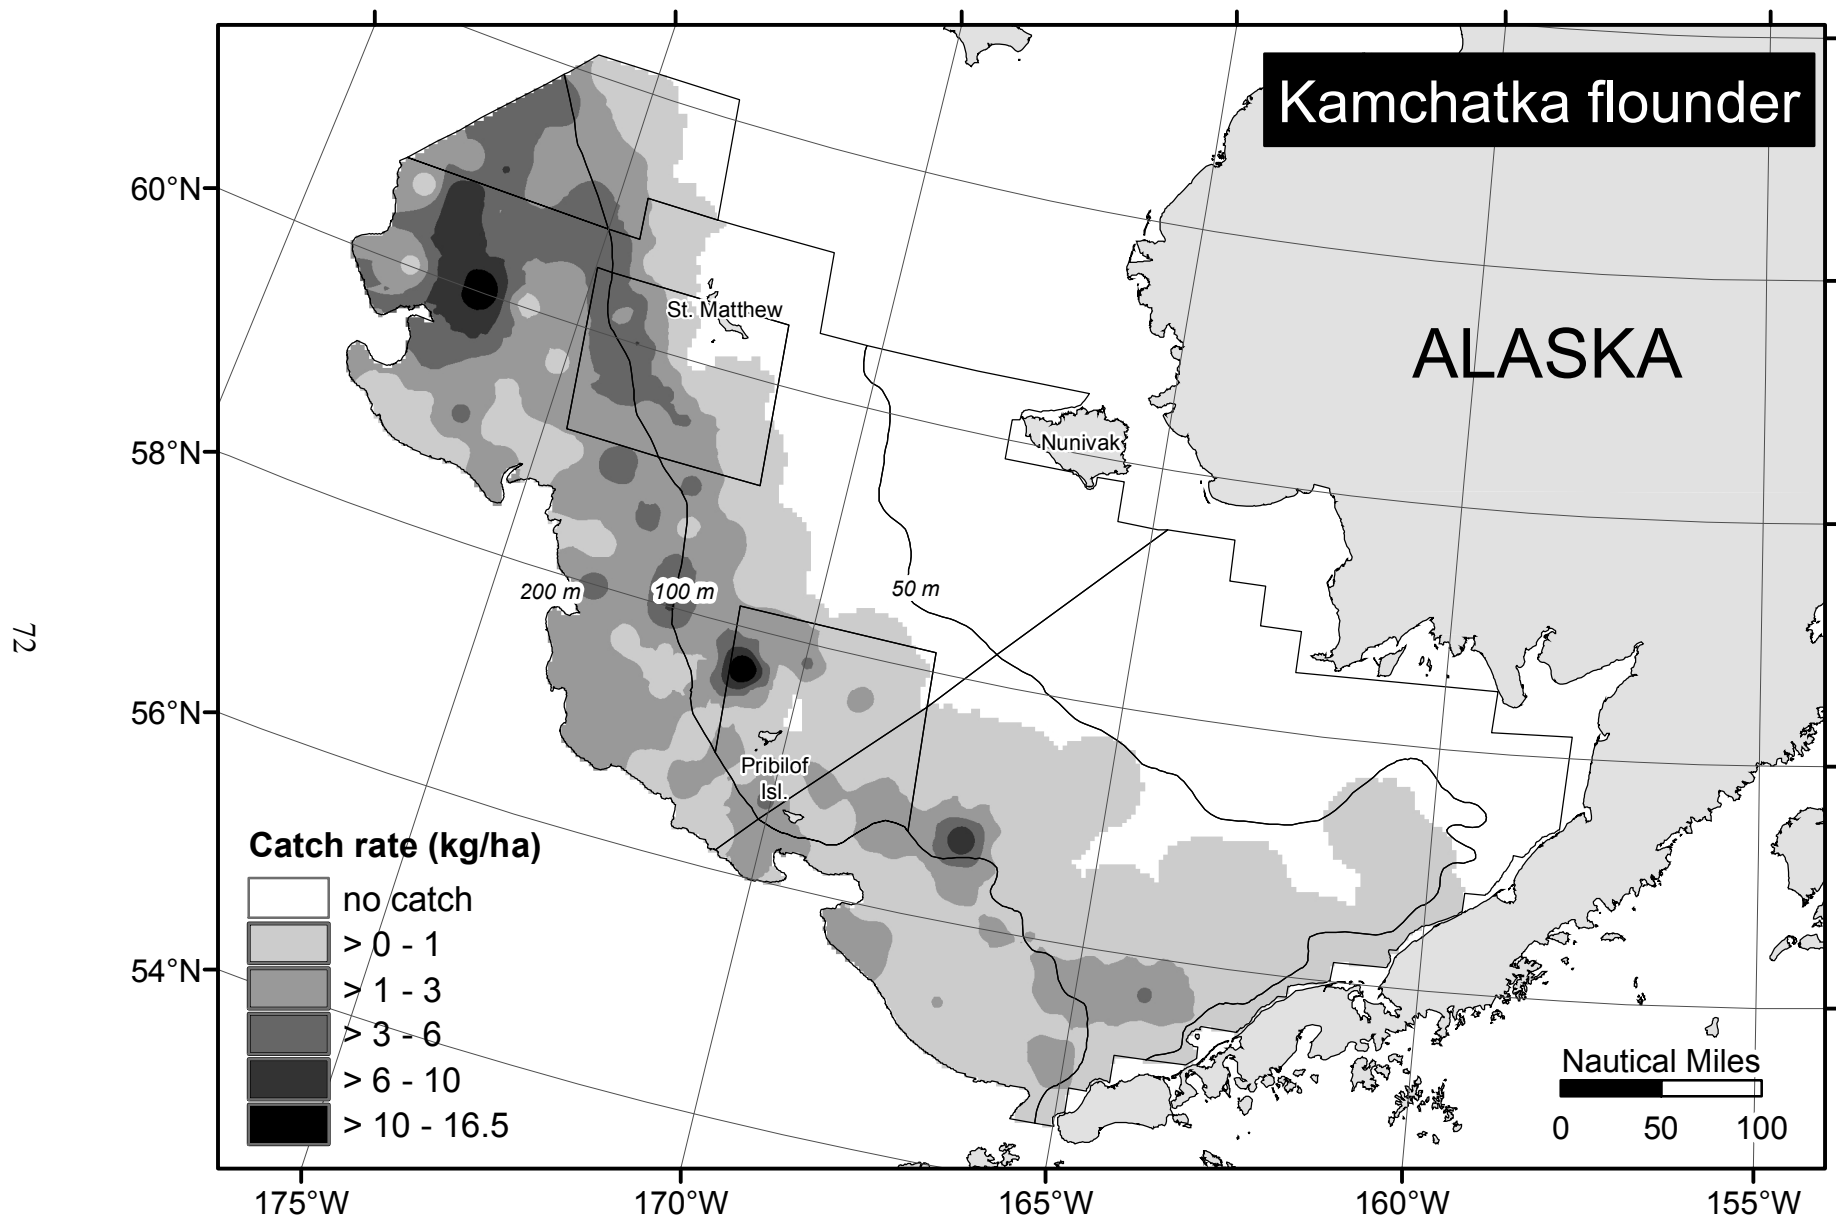 Kamchatka flounder
60°N
58°N
56°N
54°N
St. Matthew
ALASKA
Nunivak
200 m
100 m
50 m
Pribilof
Isl.
72
Catch rate (kg/ha)
no catch
> 0 - 1
> 1 - 3
> 3 - 6
> 6 - 10
> 10 - 16.5
Nautical Miles
0 50 100
175°W 170°W 165°W 160°W 155°W